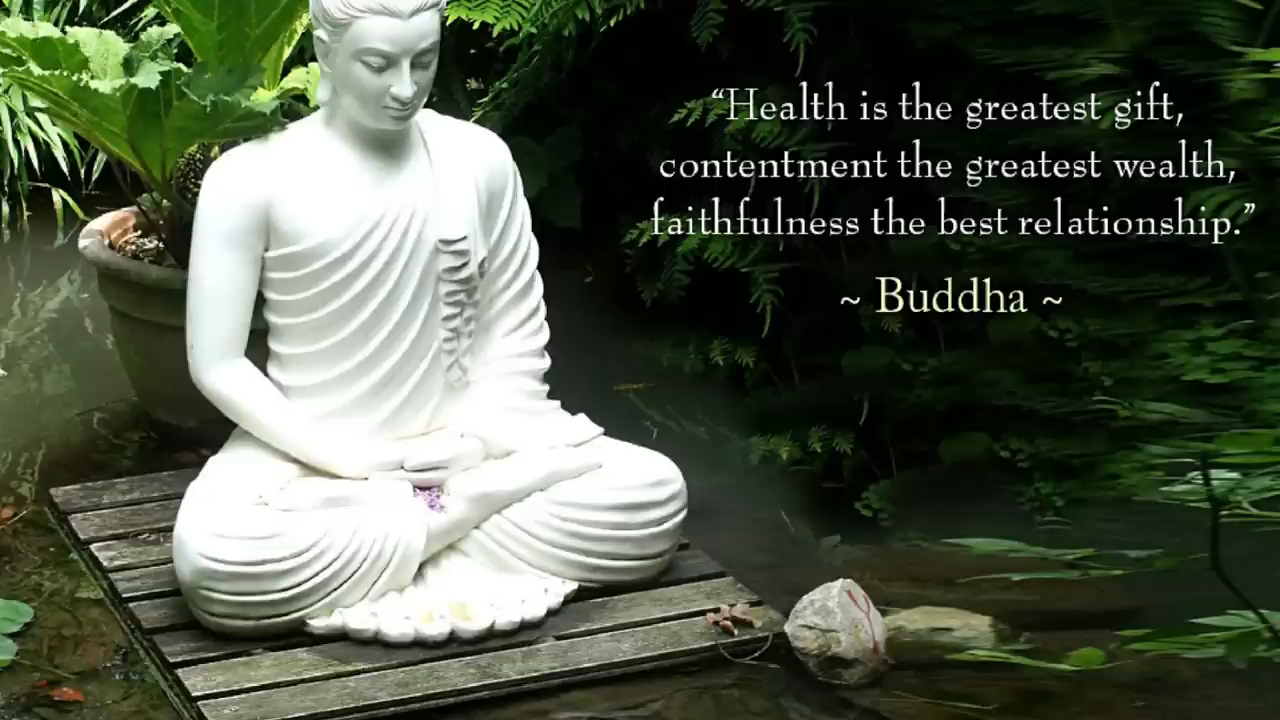 “Health is the greatest gift,
contentment the greatest wealth,
faithfulness the best relationship.”
~ Buddha ~